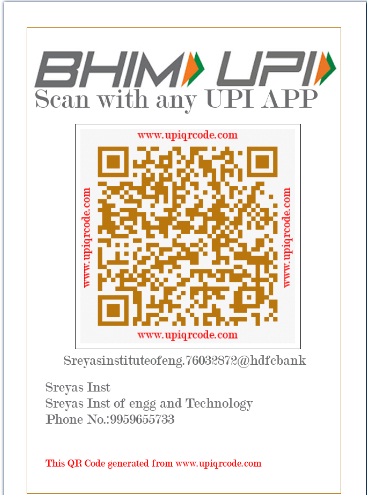 BHIM UPI
Scan with any UPI APP
www.upiqrcode.com
www.upiqrcode.com
www.upiqrcode.com
www.upiqrcode.com
Sreyasinstituteofeng.76032872@hdfcbank
Sreyas Inst
Sreyas Inst of engg and Technology
Phone No.:9959655733
This QR Code generated from www.upiqrcode.com